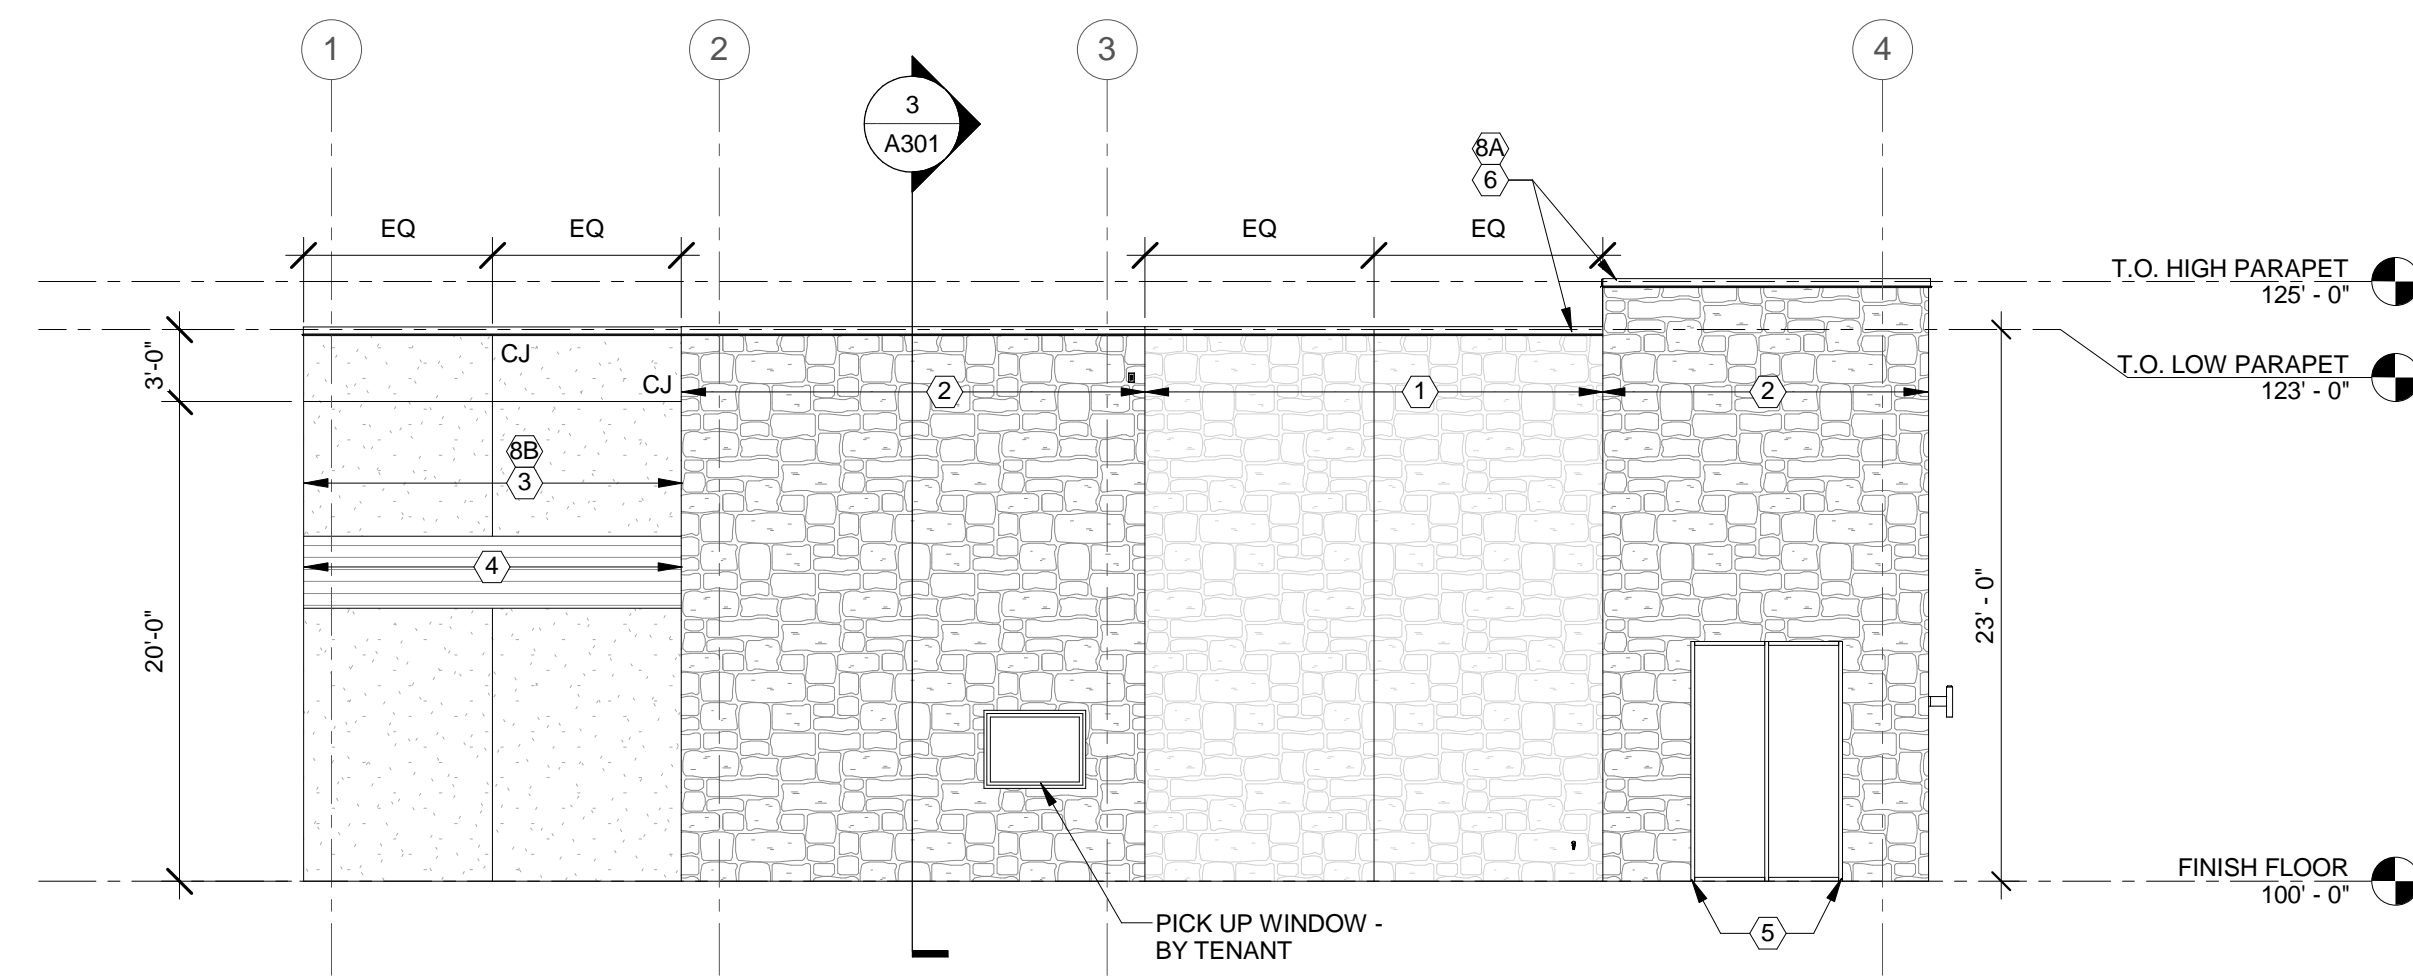 1
2
3
4
3
A301
8A
6
EQ
EQ
EQ
EQ
T.O. HIGH PARAPET
125' - 0"
T.O. LOW PARAPET
123' - 0"
3'-0"
CJ
CJ
2
1
2
8B
3
4
20'-0"
23' - 0"
FINISH FLOOR
100' - 0"
PICK UP WINDOW -
BY TENANT
5